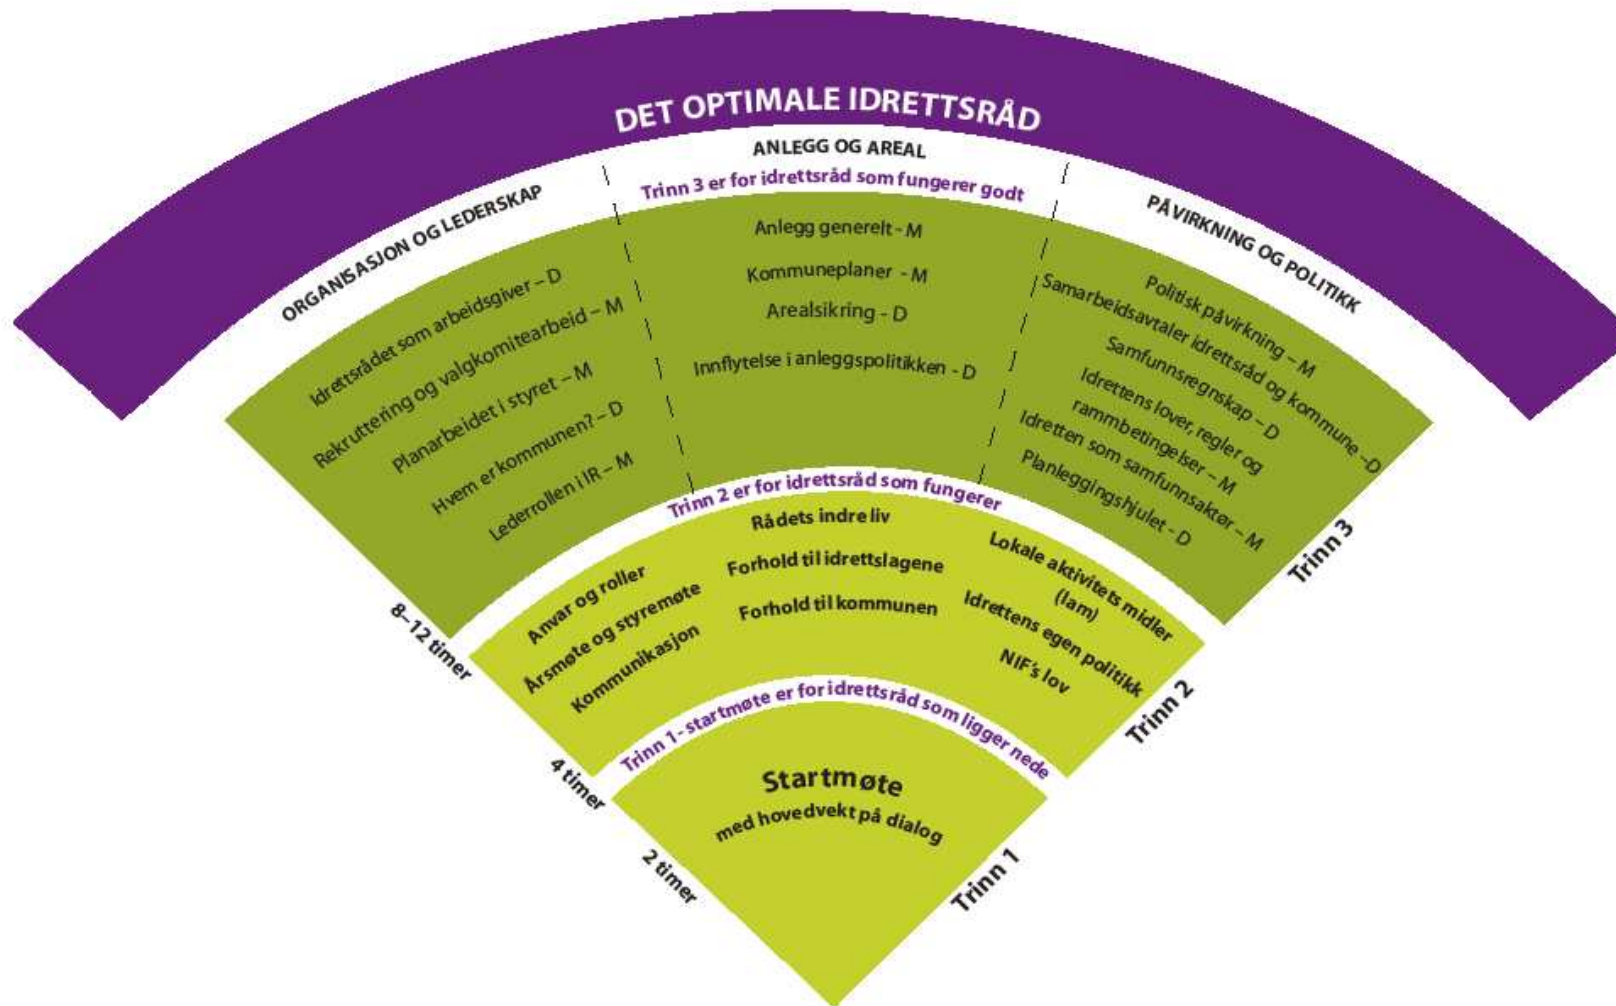 DET OPTIMALE IDRETTSRÅD
ORGANISASJON OG LEDERSKAP
ANLEGG OG AREAL
PÅVIRKNING OG POLITIKK
Trinn 3 er for idrettsråd som fungerer godt
Idrettsrådet som arbeidsgiver – D
Rekruttering og valgkomitearbeid – M
Planarbeidet i styret – M
Hvem er kommunen? – D
Lederrollen i IR – M
Anlegg generelt - M
Kommuneplaner - M
Arealsikring - D
Innflytelse i anleggspolitikken - D
Politisk påvirkning – M
Samarbeidsavtaler idrettsråd og kommune –D
Samfunnsregnskap – D
Idrettens lover, regler og
rammbetingelser – M
Idretten som samfunnsaktør – M
Planleggingshjulet - D
8–12 timer
Trinn 3
Trinn 2 er for idrettsråd som fungerer
Anvar og roller
Årsmøte og styremøte
Kommunikasjon
Rådets indre liv
Forhold til idrettslagene
Forhold til kommunen
Lokale aktivitets midler
(lam)
Idrettens egen politikk
NIF's lov
4 timer
Trinn 2
Trinn 1- startmøte er for idrettsråd som ligger nede
Startmøte
med hovedvekt på dialog
2 timer
Trinn 1